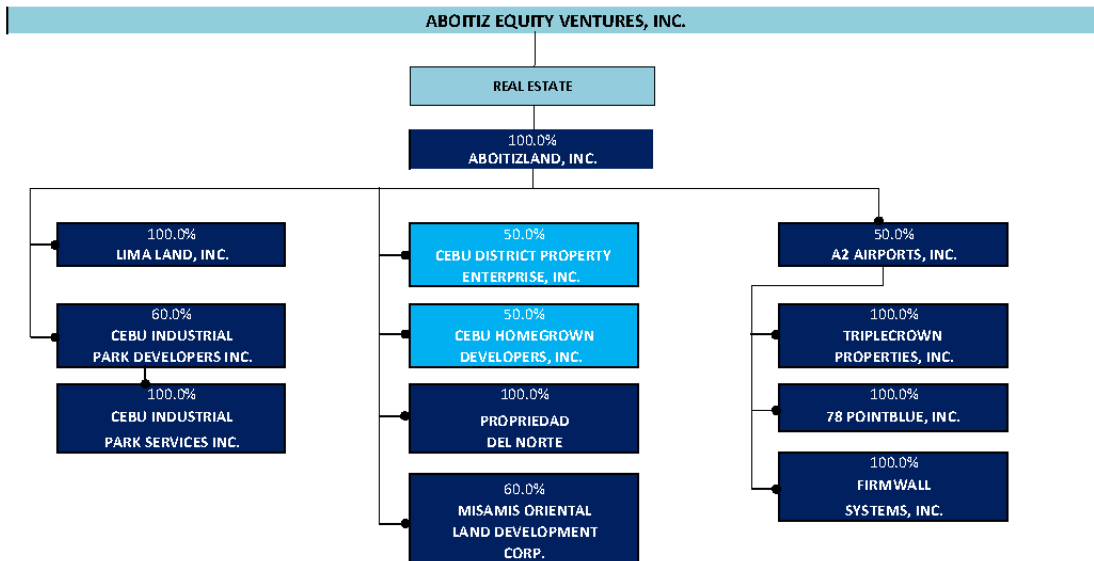 ABOITIZ EQUITY VENTURES, INC.
REAL ESTATE
100.0%
ABOITIZLAND, INC.
100.0%
LIMA LAND, INC.
60.0%
CEBU INDUSTRIAL
PARK DEVELOPERS INC.
100.0%
CEBU INDUSTRIAL
PARK SERVICES INC.
50.0%
CEBU DISTRICT PROPERTY
ENTERPRISE, INC.
50.0%
CEBU HOMEGROWN
DEVELOPERS, INC.
100.0%
PROPRIEDAD
DEL NORTE
60.0%
MISAMIS ORIENTAL
LAND DEVELOPMENT
CORP.
50.0%
A2 AIRPORTS, INC.
100.0%
TRIPLECROWN
PROPERTIES, INC.
100.0%
78 POINTBLUE, INC.
100.0%
FIRMWALL
SYSTEMS, INC.